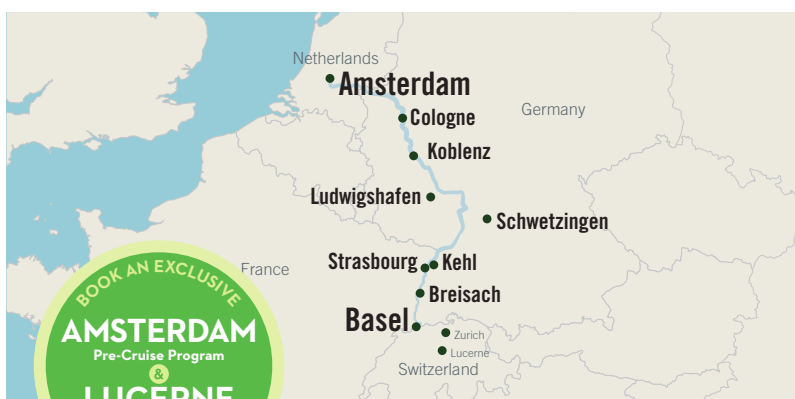 Netherlands
Amsterdam
Cologne
Germany
Koblenz
Ludwigshafen
Schwetzingen
Strasbourg
Kehl
France
Breisach
Basel
Zurich
Lucerne
Switzerland
BOOK AN EXCLUSIVE
AMSTERDAM
Pre-Cruise Program
&
LUCERNE